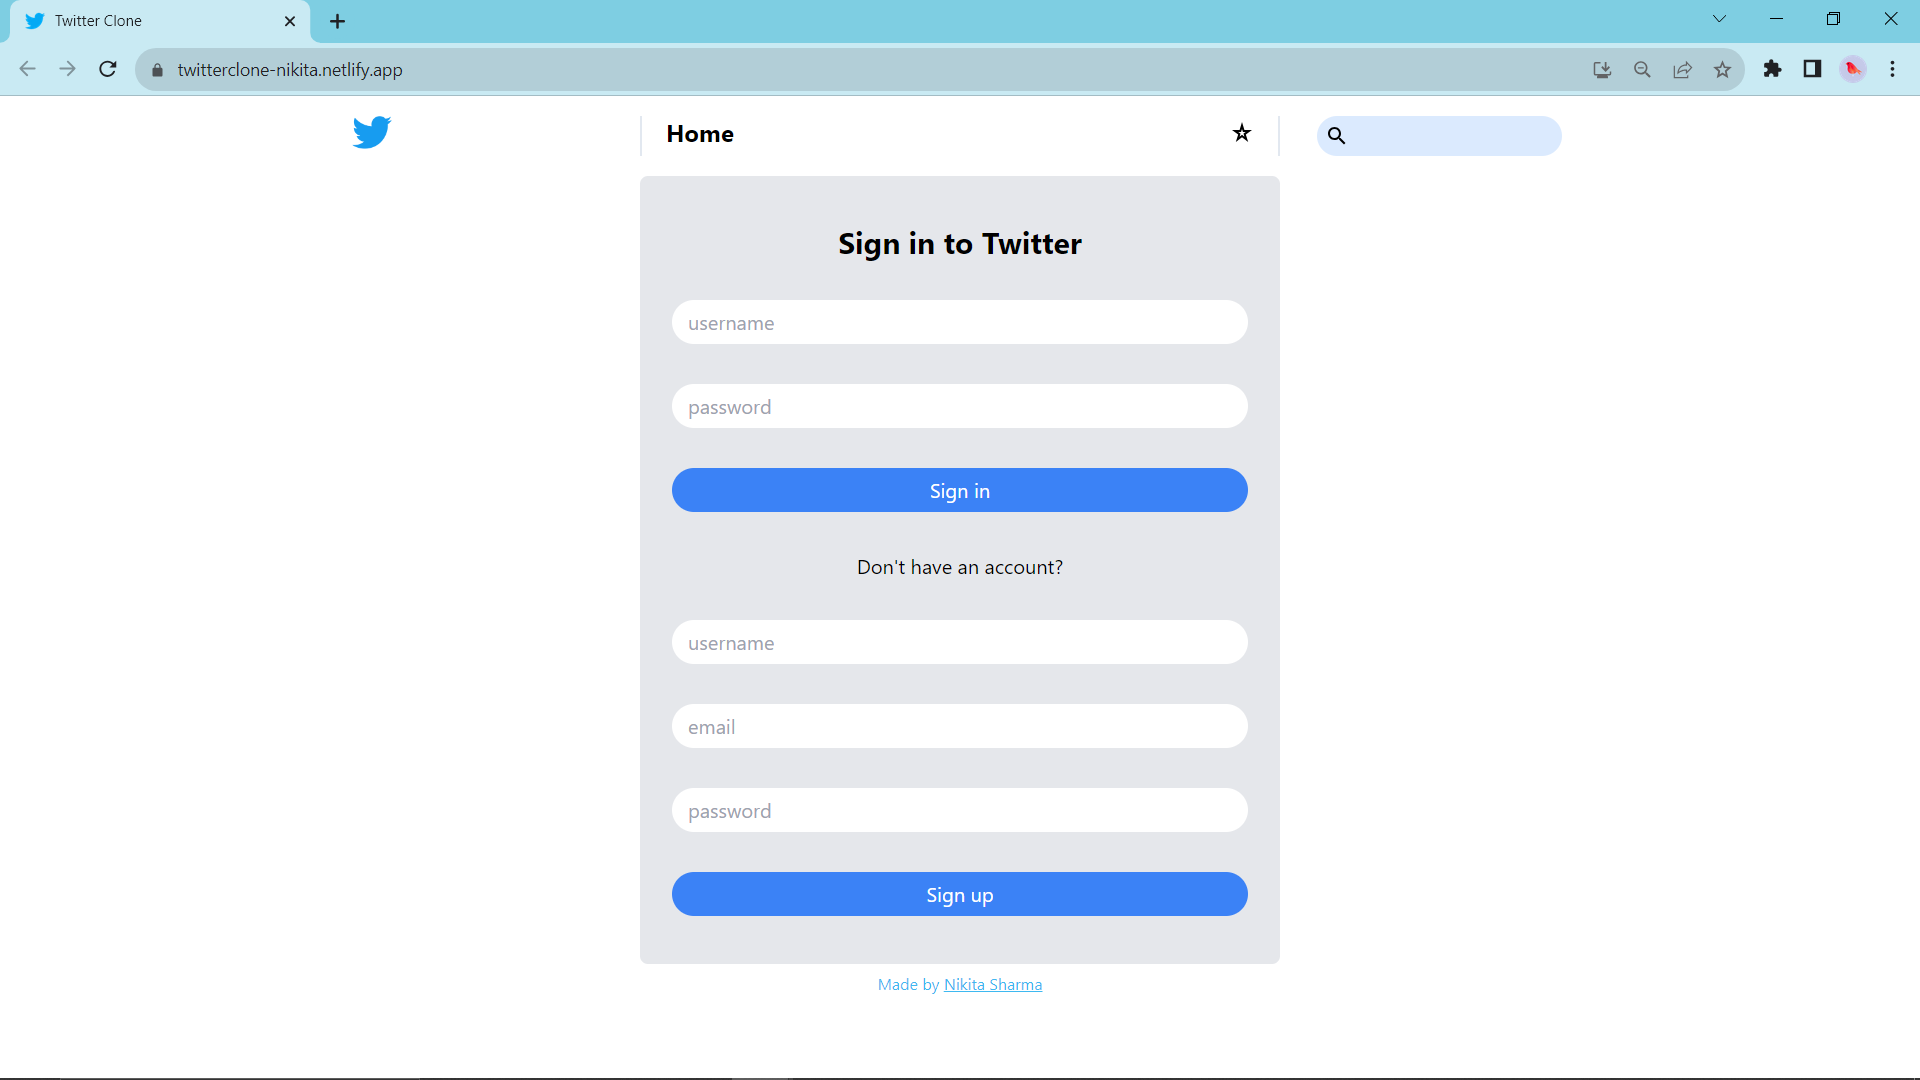 Twitter Clone
twitterclone-nikita.netlify.app
Home
Sign in to Twitter
username
password
Sign in
Don't have an account?
username
email
password
Sign up
Made by Nikita Sharma